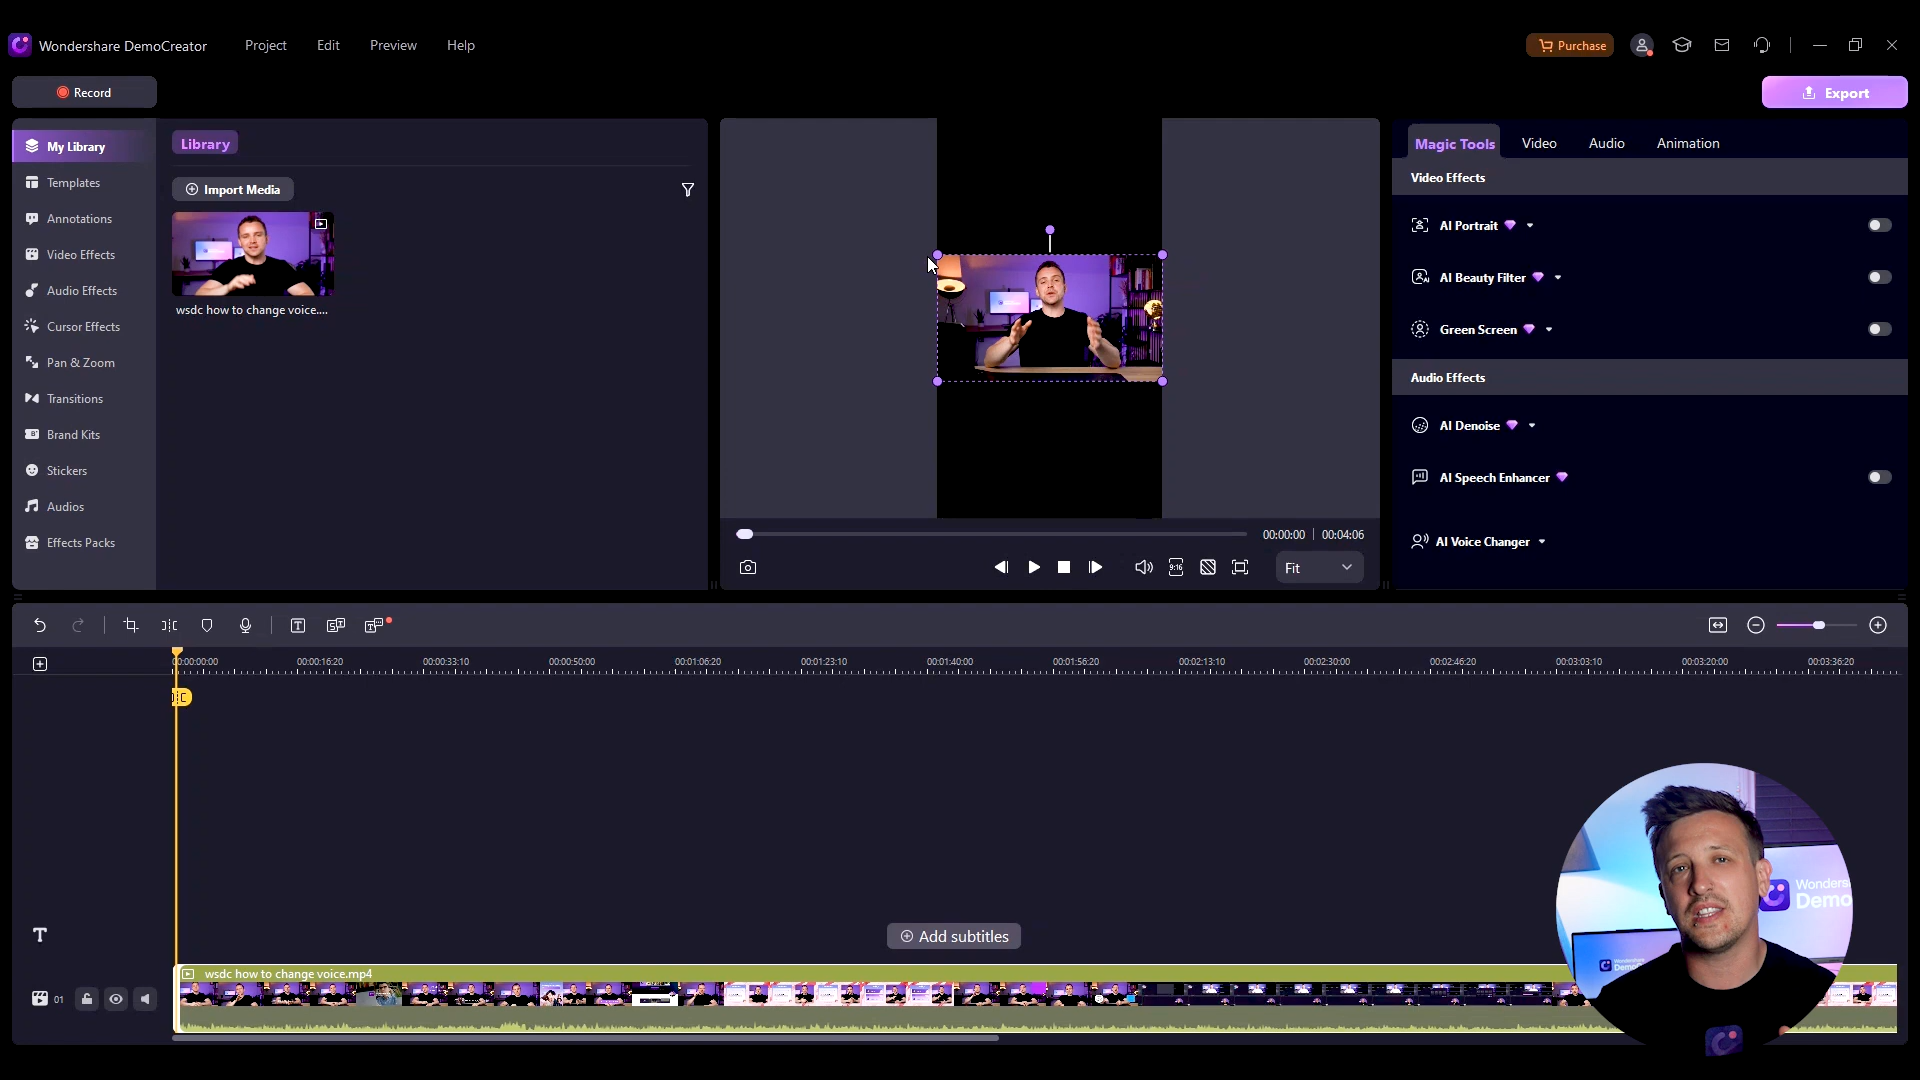 Wondershare DemoCreator
Project
Edit
Preview
Help
Purchase
Record
Export
My Library
Templates
Annotations
Video Effects
Audio Effects
Cursor Effects
Pan & Zoom
Transitions
Brand Kits
Stickers
Audios
Effects Packs
Library
Import Media
wsdc how to change voice....
00:00:00 | 00:04:06
9:16
Fit
Magic Tools
Video
Audio
Animation
Video Effects
AI Portrait
AI Beauty Filter
Green Screen
Audio Effects
AI Denoise
AI Speech Enhancer
AI Voice Changer
00:00:00:00
00:00:16:20
00:00:33:10
00:00:50:00
00:01:06:20
00:01:23:10
00:01:40:00
00:01:56:20
00:02:13:10
00:02:30:00
00:02:46:20
00:03:03:10
00:03:20:00
00:03:36:20
Add subtitles
wsdc how to change voice.mp4
01
Wonders
Demo